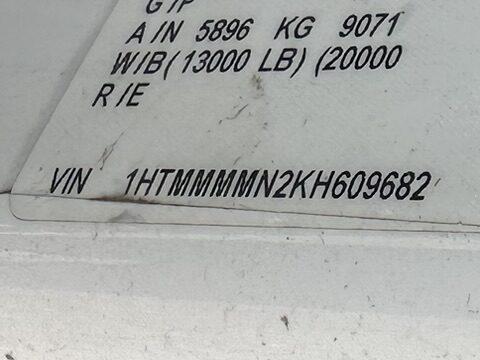 G/P
A/N 5896 KG 9071
W/B(13000 LB) (20000
R/E
VIN 1HTMMMMN2KH609682